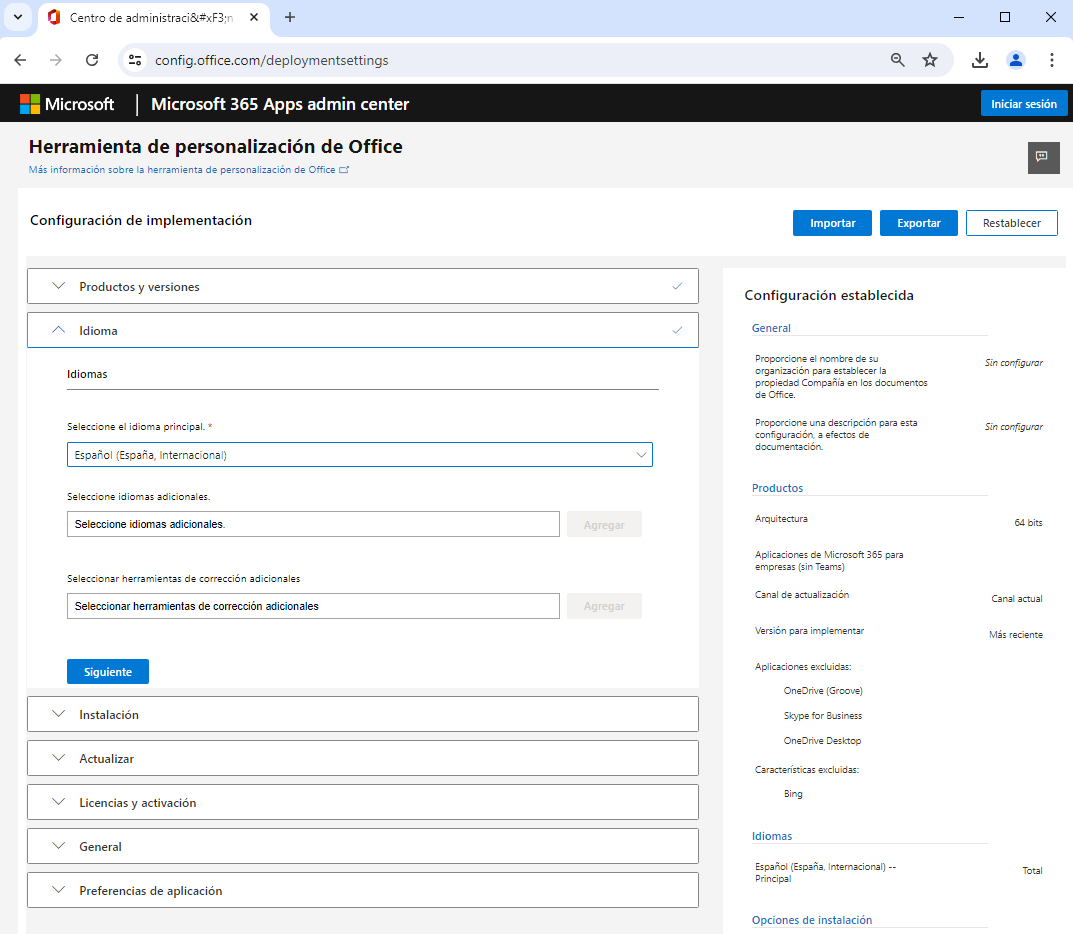 Centro de administraci&#xF3;n
config.office.com/deploymentsettings
Microsoft
Microsoft 365 Apps admin center
Iniciar sesión
Herramienta de personalización de Office
Más información sobre la herramienta de personalización de Office
Configuración de implementación
Importar
Exportar
Restablecer
Productos y versiones
Idioma
Idiomas
Seleccione el idioma principal. *
Español (España, Internacional)
Seleccione idiomas adicionales.
Seleccione idiomas adicionales.
Agregar
Seleccionar herramientas de corrección adicionales
Seleccionar herramientas de corrección adicionales
Agregar
Siguiente
Instalación
Actualizar
Licencias y activación
General
Preferencias de aplicación
Configuración establecida
General
Proporcione el nombre de su
organización para establecer la
propiedad Compañía en los documentos
de Office.
Sin configurar
Proporcione una descripción para esta
configuración, a efectos de
documentación.
Sin configurar
Productos
Arquitectura
64 bits
Aplicaciones de Microsoft 365 para
empresas (sin Teams)
Canal de actualización
Canal actual
Versión para implementar
Más reciente
Aplicaciones excluidas:
OneDrive (Groove)
Skype for Business
OneDrive Desktop
Características excluidas:
Bing
Idiomas
Español (España, Internacional) --
Principal
Total
Opciones de instalación